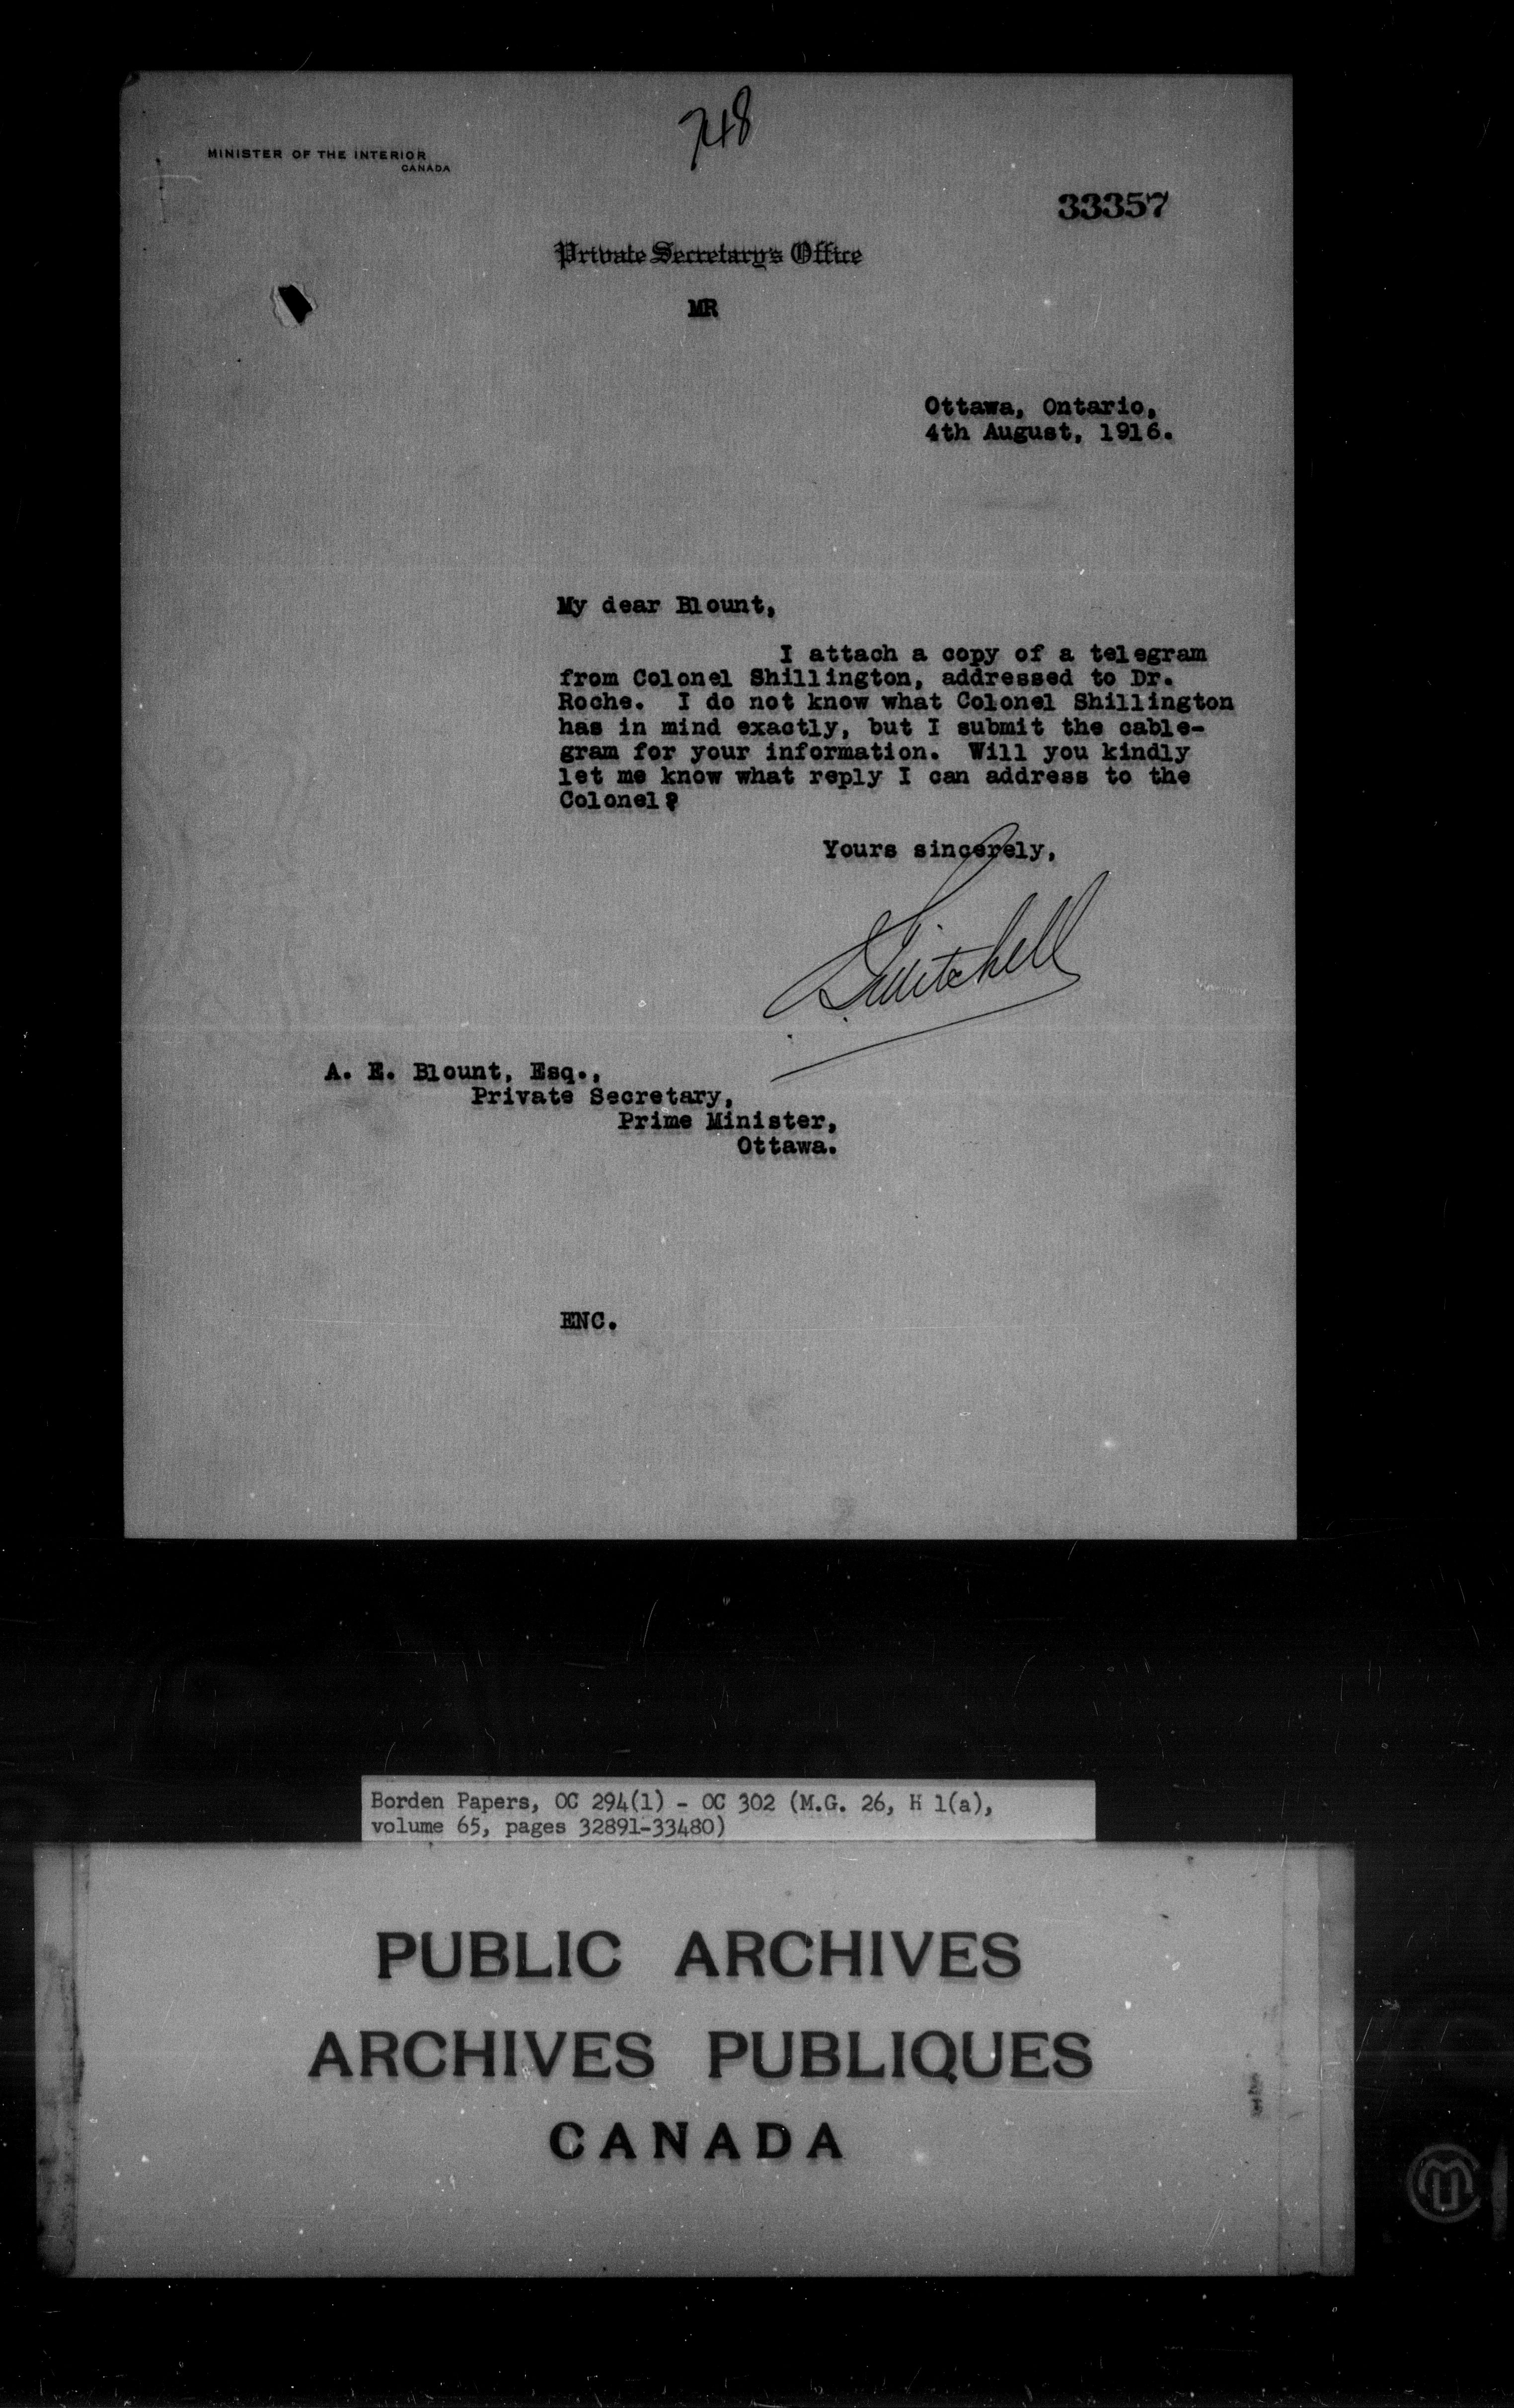 748
MINISTER OF THE INTERIOR
CANADA
33357
Private Secretary's Office
MR
Ottawa, Ontario,
4th August, 1916.
My dear Blount,
I attach a copy of a telegram
from Colonel Shillington, addressed to Dr.
Roche. I do not know what Colonel Shillington
has in mind exactly, but I submit the cable-
gram for your information. Will you kindly
let me know what reply I can address to the
Colonel?
Yours sincerely,
Mitchell
A. E. Blount, Esq.,
Private Secretary,
Prime Minister,
Ottawa.
ENC.
Borden Papers, OC 294(1) - OC 302 (M.G. 26, H 1(a),
volume 65, pages 32891-33480)
PUBLIC ARCHIVES
ARCHIVES PUBLIQUES
CANADA